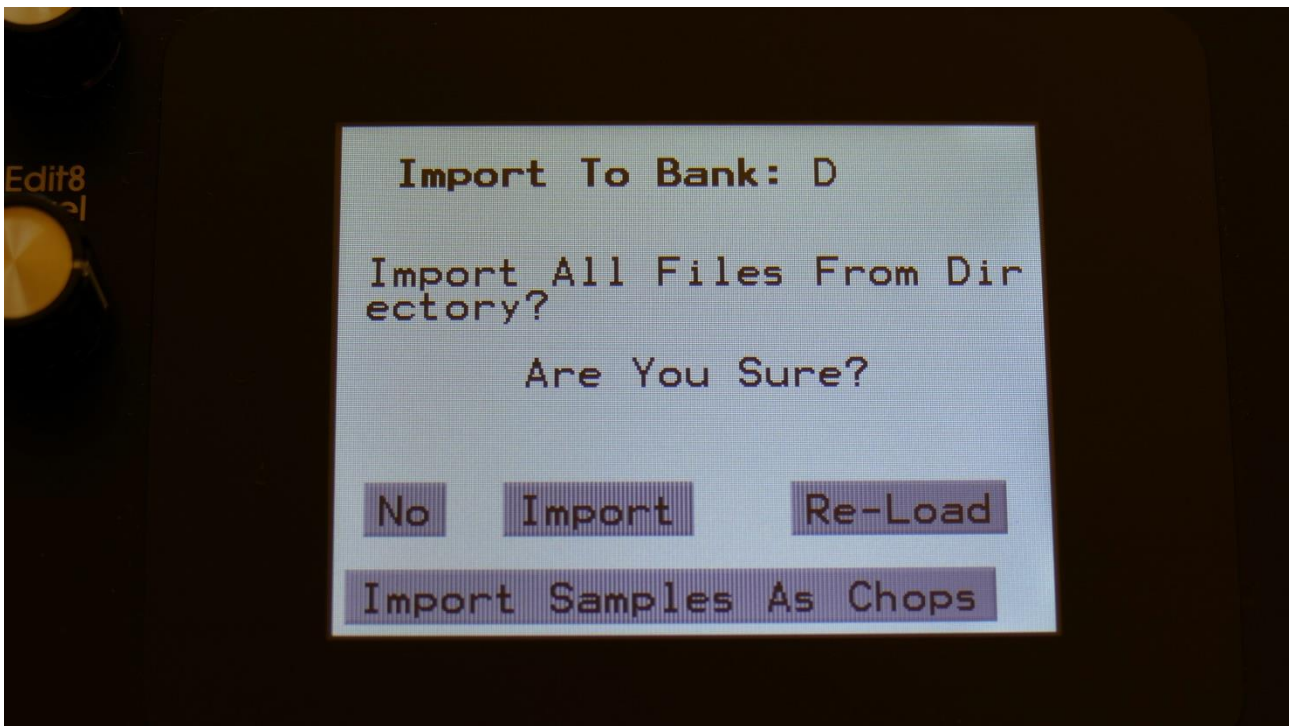 Edit8
Import To Bank: D
Import All Files From Dir
ectory?
Are You Sure?
No Import Re-Load
Import Samples As Chops